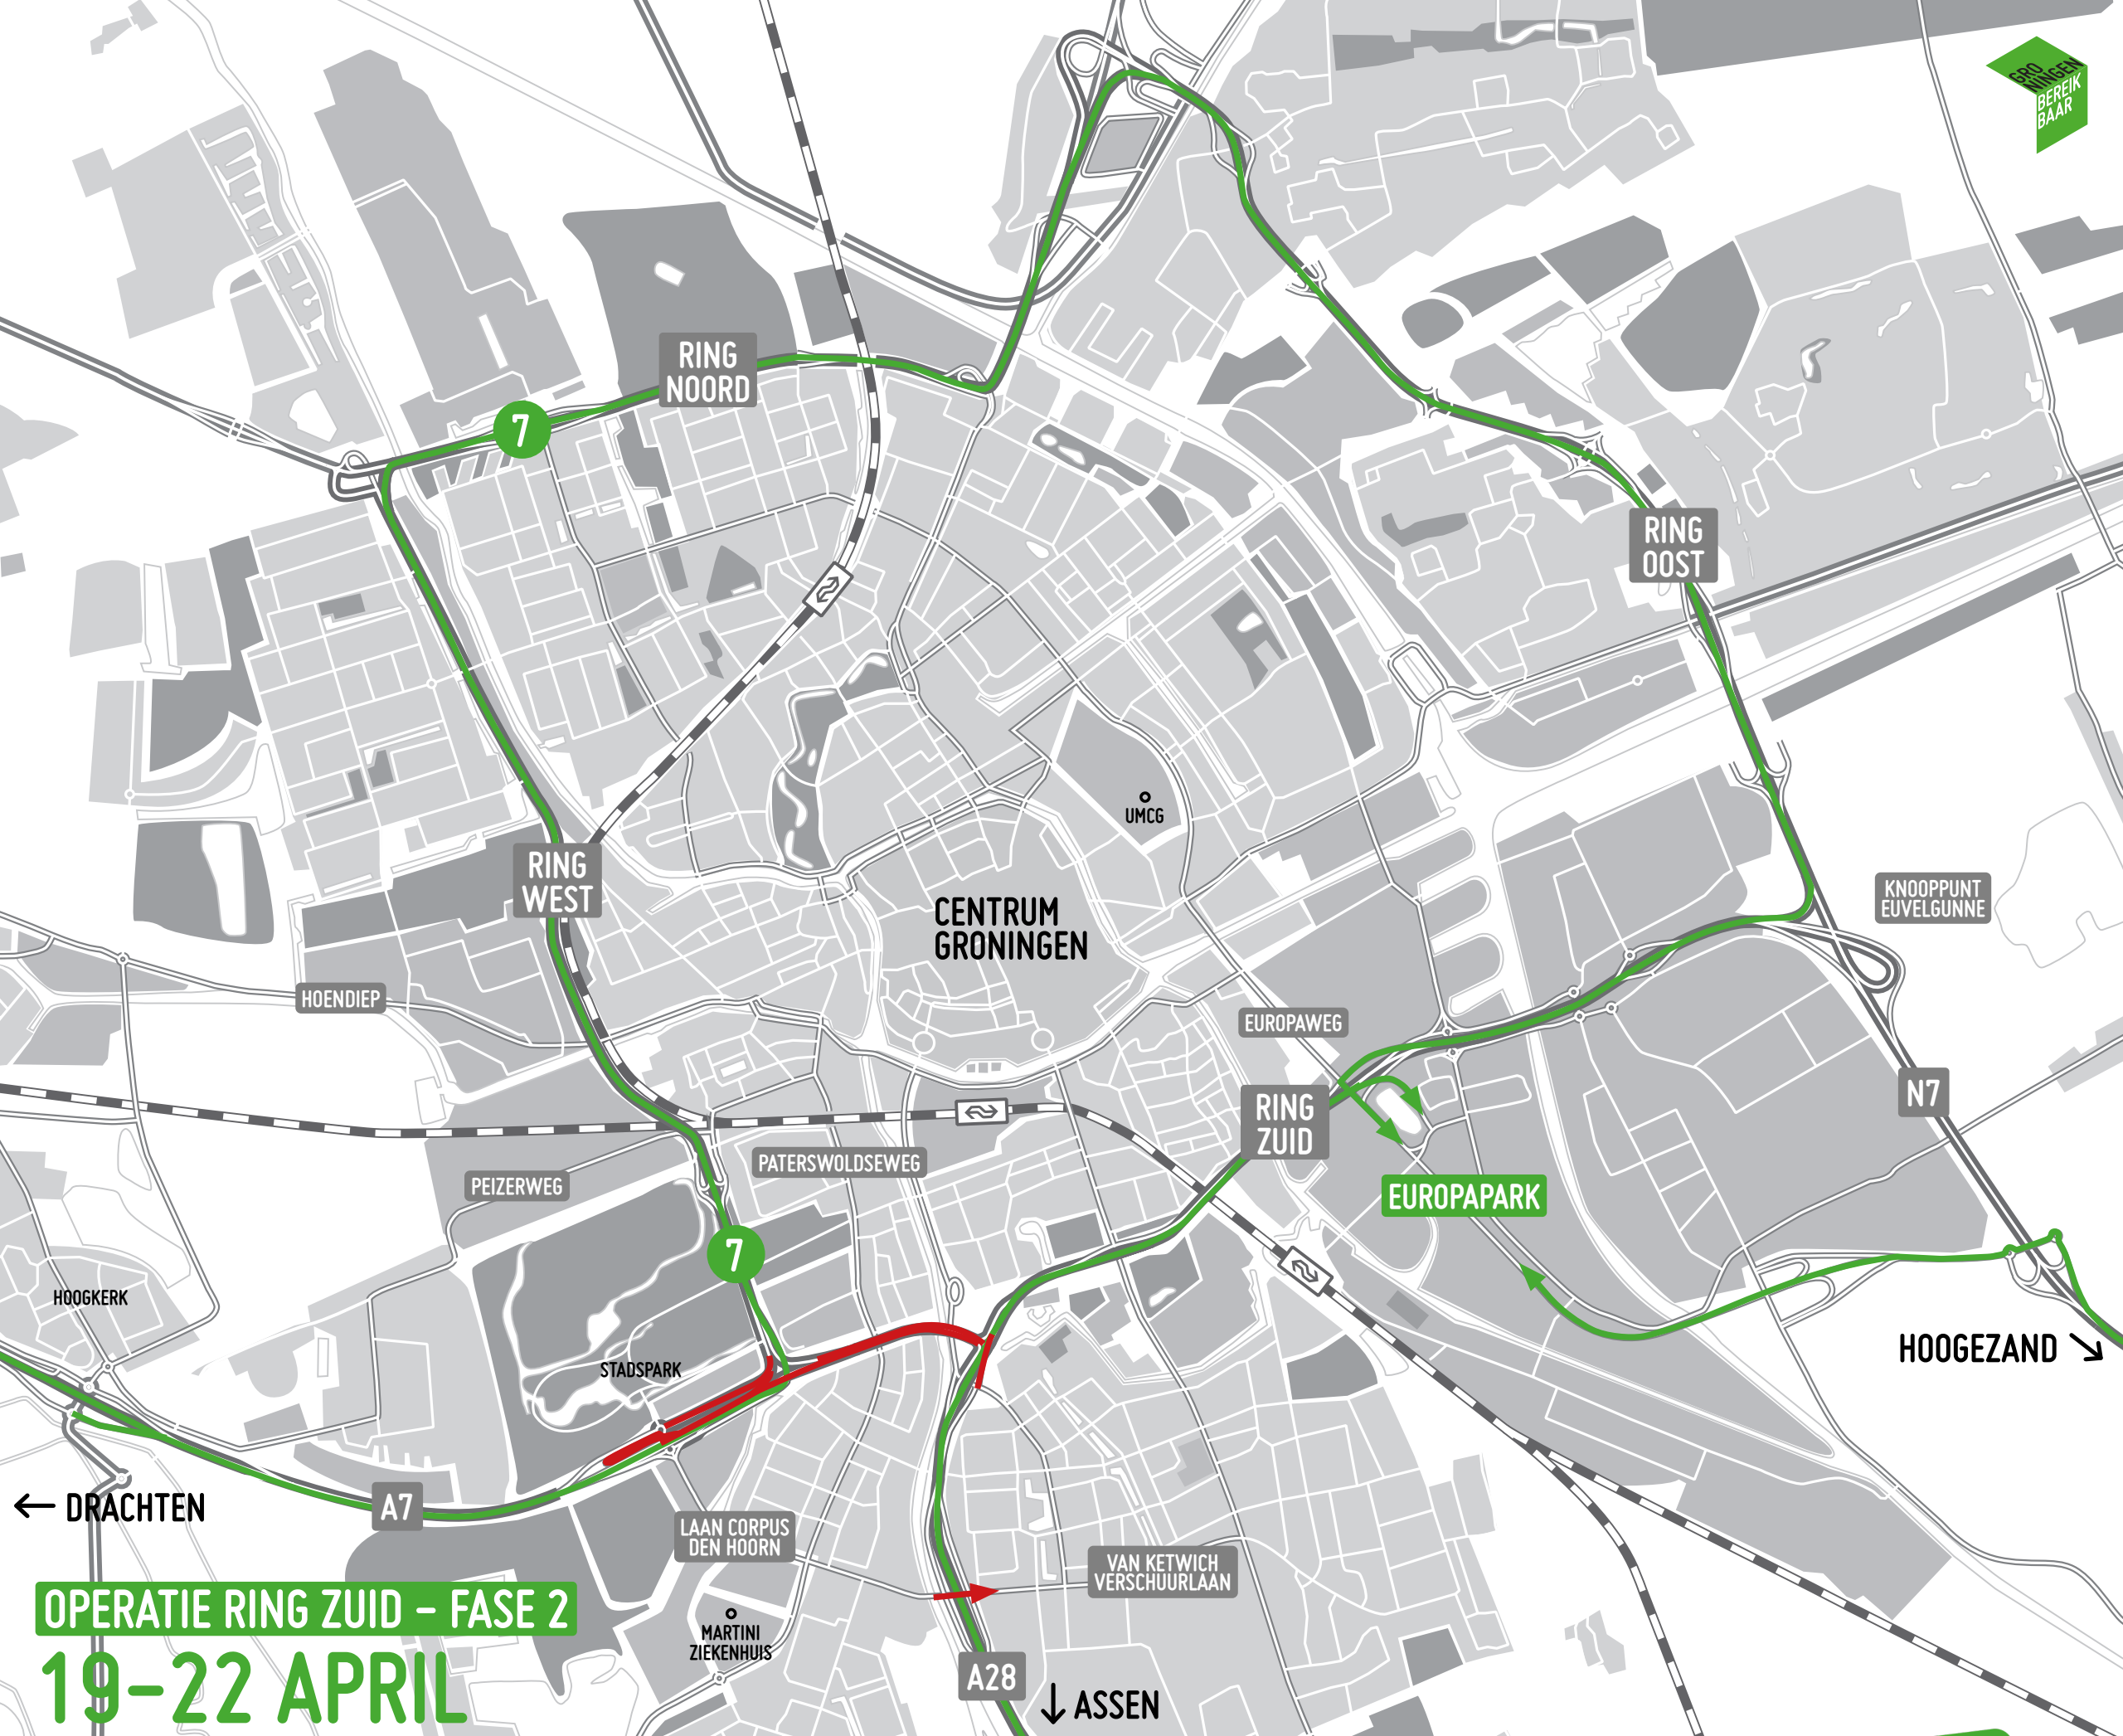 GRO
NINGEN
BEREIK
BAAR
RING
NOORD
7
RING
OOST
UMCG
RING
WEST
CENTRUM
GRONINGEN
KNOOPPUNT
EUVELGUNNE
HOENDIEP
EUROPAWEG
RING
ZUID
N7
PATERSWOLDSEWEG
PEIZERWEG
EUROPAPARK
7
HOOGKERK
STADSPARK
HOOGEZAND
DRACHTEN
A7
LAAN CORPUS
DEN HOORN
VAN KETWICH
VERSCHUURLAAN
OPERATIE RING ZUID – FASE 2
MARTINI
ZIEKENHUIS
19–22 APRIL
A28
ASSEN